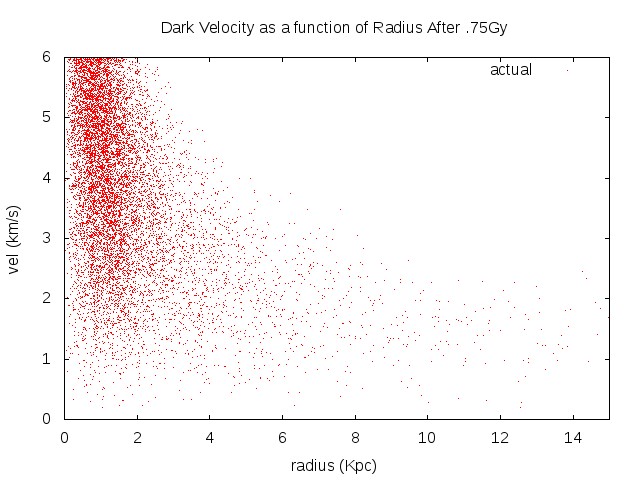 Dark Velocity as a function of Radius After .75Gy
actual
6
5
4
3
2
1
0
vel (km/s)
0 2 4 6 8 10 12 14
radius (Kpc)